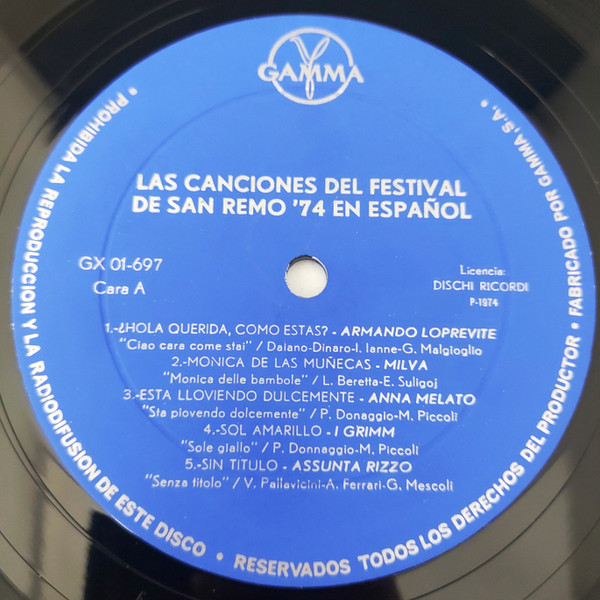 GAMMA
LAS CANCIONES DEL FESTIVAL
DE SAN REMO '74 EN ESPAÑOL
GX 01-697
Cara A
Licencia:
DISCHI RICORDI
P-1974
1.-¿HOLA QUERIDA, COMO ESTAS? - ARMANDO LOPREVITE
"Ciao cara come stai" / Daiano-Dinaro-I. Ianne-G. Malgioglio
2.-MONICA DE LAS MUÑECAS - MILVA
"Monica delle bambole" / L. Beretta-E. Suligoj
3.-ESTA LLOVIENDO DULCEMENTE - ANNA MELATO
"Sta piovendo dolcemente" / P. Donaggio-M. Piccoli
4.-SOL AMARILLO - I GRIMM
"Sole giallo" / P. Donnaggio-M. Piccoli
5.-SIN TITULO - ASSUNTA RIZZO
"Senza titolo" / V. Pallavicini-A. Ferrari-G. Mescoli
• PROHIBIDA LA REPRODUCCION Y LA RADIODIFUSION DE ESTE DISCO • RESERVADOS TODOS LOS DERECHOS DEL PRODUCTOR • FABRICADO POR GAMMA, S.A. •